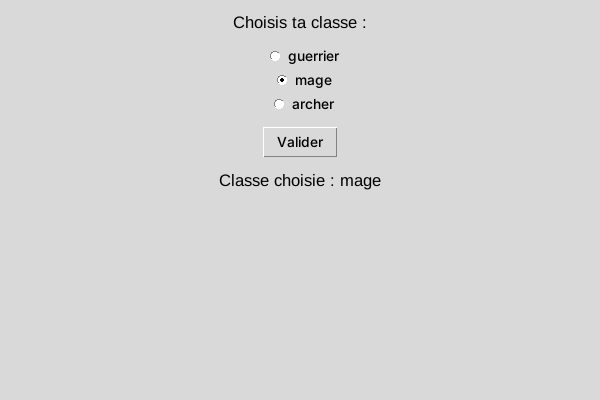 Choisis ta classe :
guerrier
mage
archer
Valider
Classe choisie : mage